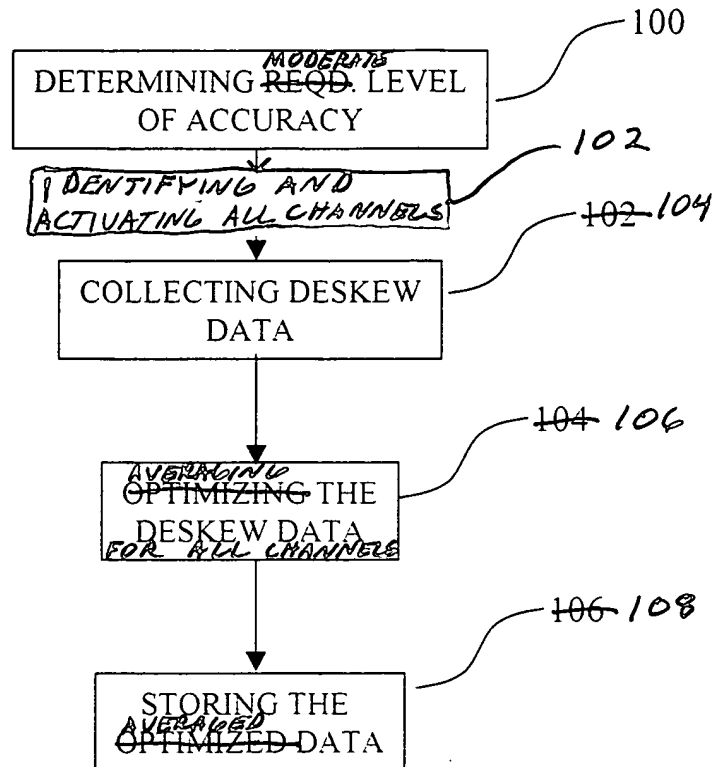 100
MODERATE
DETERMINING REQD. LEVEL
OF ACCURACY
102
IDENTIFYING AND
ACTIVATING ALL CHANNELS
102 104
COLLECTING DESKEW
DATA
104 106
AVERAGING
OPTIMIZING THE
DESKEW DATA
FOR ALL CHANNELS
106 108
STORING THE
AVERAGED
OPTIMIZED DATA